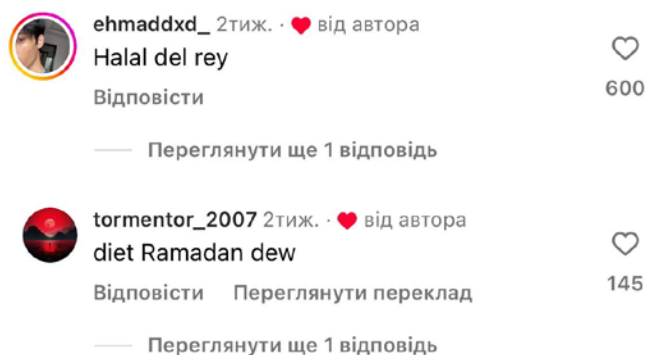 ehmaddxd_ 2тиж. · ❤️ від автора
Halal del rey
600
Відповісти
Переглянути ще 1 відповідь
tormentor_2007 2тиж. · ❤️ від автора
diet Ramadan dew
145
Відповісти Переглянути переклад
Переглянути ще 1 відповідь